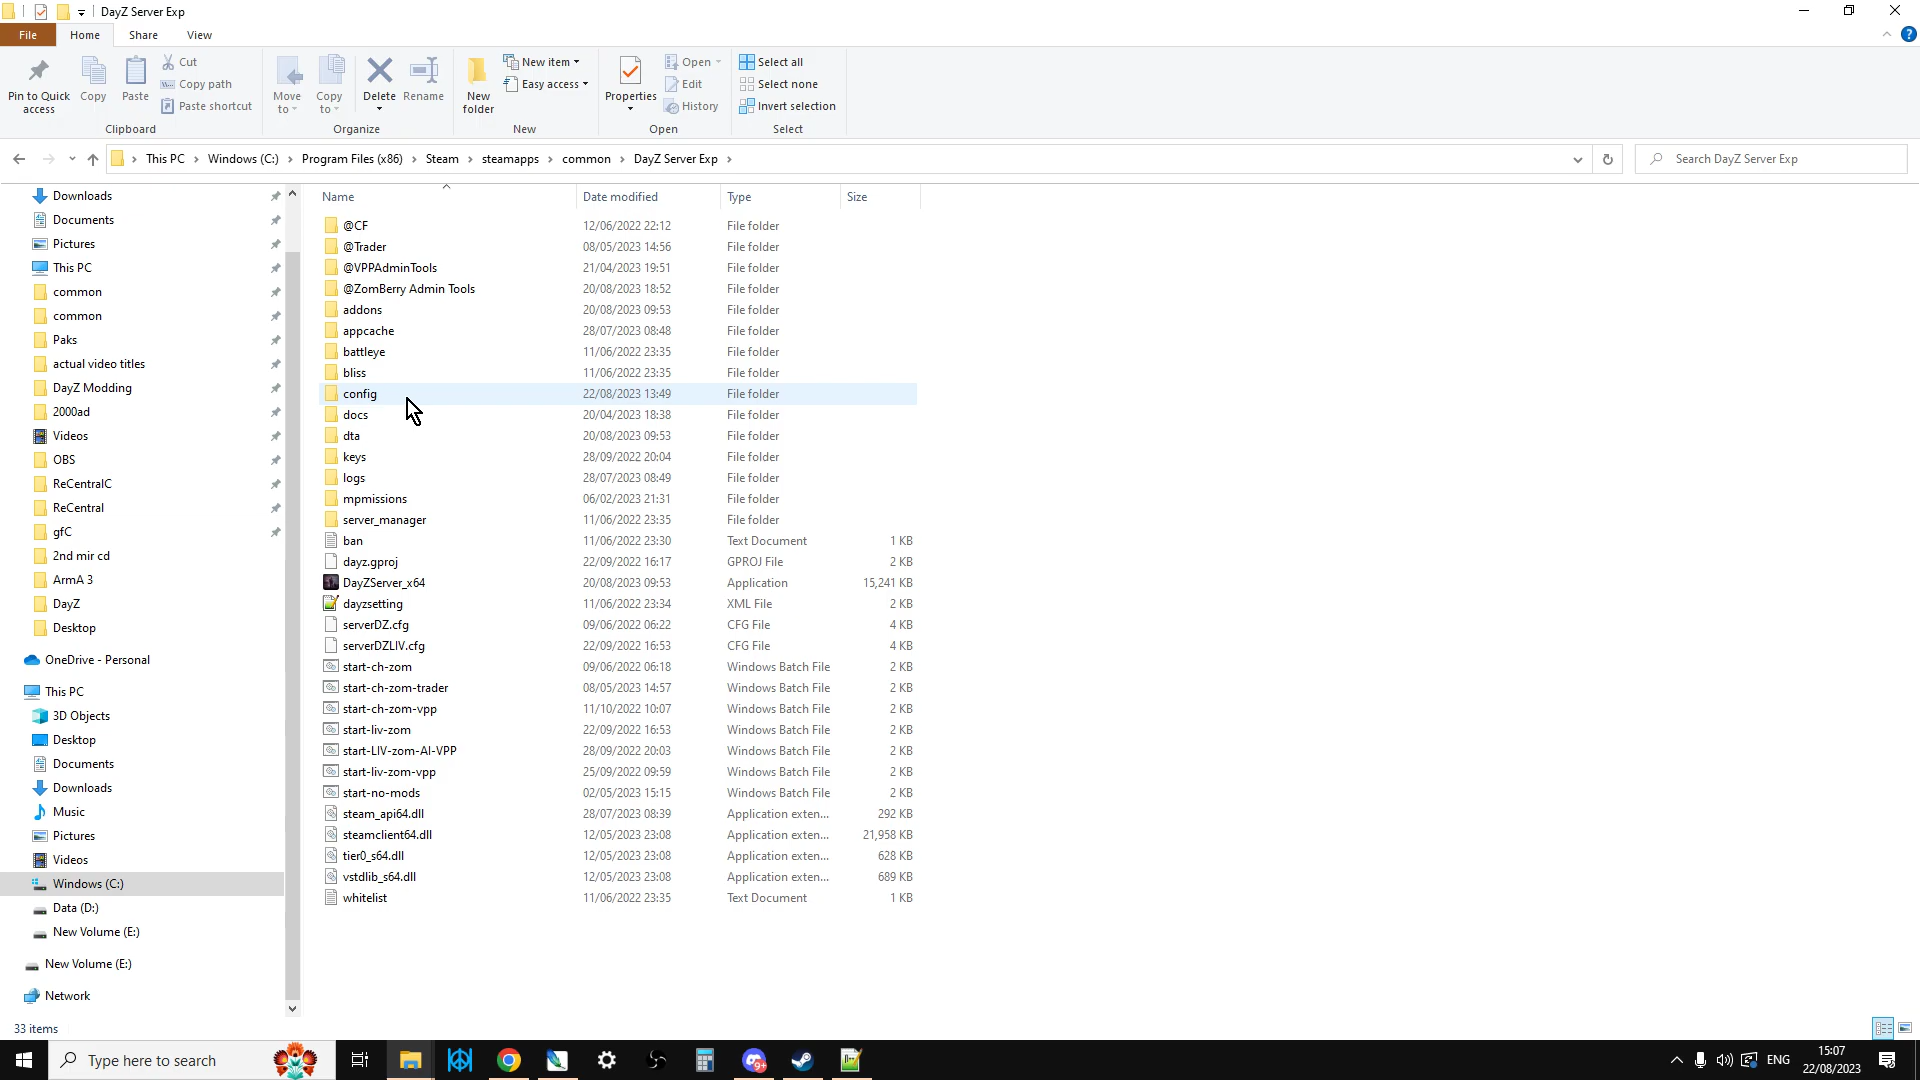 DayZ Server Exp
File Home Share View
Pin to Quick access
Copy
Paste
Cut
Copy path
Paste shortcut
Clipboard
Move to
Copy to
Delete
Rename
Organize
New folder
New item
Easy access
New
Properties
Open
Edit
History
Open
Select all
Select none
Invert selection
Select
This PC Windows (C:) Program Files (x86) Steam steamapps common DayZ Server Exp
Search DayZ Server Exp
Downloads
Documents
Pictures
This PC
common
common
Paks
actual video titles
DayZ Modding
2000ad
Videos
OBS
ReCentralC
ReCentral
gfC
2nd mir cd
ArmA 3
DayZ
Desktop
OneDrive - Personal
This PC
3D Objects
Desktop
Documents
Downloads
Music
Pictures
Videos
Windows (C:)
Data (D:)
New Volume (E:)
New Volume (E:)
Network
Name Date modified Type Size
@CF 12/06/2022 22:12 File folder
@Trader 08/05/2023 14:56 File folder
@VPPAdminTools 21/04/2023 19:51 File folder
@ZomBerry Admin Tools 20/08/2023 18:52 File folder
addons 20/08/2023 09:53 File folder
appcache 28/07/2023 08:48 File folder
battleye 11/06/2022 23:35 File folder
bliss 11/06/2022 23:35 File folder
config 22/08/2023 13:49 File folder
docs 20/04/2023 18:38 File folder
dta 20/08/2023 09:53 File folder
keys 28/09/2022 20:04 File folder
logs 28/07/2023 08:49 File folder
mpmissions 06/02/2023 21:31 File folder
server_manager 11/06/2022 23:35 File folder
ban 11/06/2022 23:30 Text Document 1 KB
dayz.gproj 22/09/2022 16:17 GPROJ File 2 KB
DayZServer_x64 20/08/2023 09:53 Application 15,241 KB
dayzsetting 11/06/2022 23:34 XML File 2 KB
serverDZ.cfg 09/06/2022 06:22 CFG File 4 KB
serverDZLIV.cfg 22/09/2022 16:53 CFG File 4 KB
start-ch-zom 09/06/2022 06:18 Windows Batch File 2 KB
start-ch-zom-trader 08/05/2023 14:57 Windows Batch File 2 KB
start-ch-zom-vpp 11/10/2022 10:07 Windows Batch File 2 KB
start-liv-zom 22/09/2022 16:53 Windows Batch File 2 KB
start-LIV-zom-AI-VPP 28/09/2022 20:03 Windows Batch File 2 KB
start-liv-zom-vpp 25/09/2022 09:59 Windows Batch File 2 KB
start-no-mods 02/05/2023 15:15 Windows Batch File 2 KB
steam_api64.dll 28/07/2023 08:39 Application exten... 292 KB
steamclient64.dll 12/05/2023 23:08 Application exten... 21,958 KB
tier0_s64.dll 12/05/2023 23:08 Application exten... 628 KB
vstdlib_s64.dll 12/05/2023 23:08 Application exten... 689 KB
whitelist 11/06/2022 23:35 Text Document 1 KB
33 items
Type here to search
9+
ENG
15:07
22/08/2023